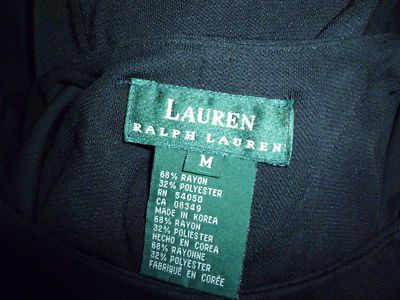 LAUREN
RALPH LAUREN
M
68% RAYON
32% POLYESTER
RN 54050
CA 08349
MADE IN KOREA
68% RAYON
32% POLIESTER
HECHO EN COREA
68% RAYONNE
32% POLYESTER
FABRIQUÉ EN CORÉE